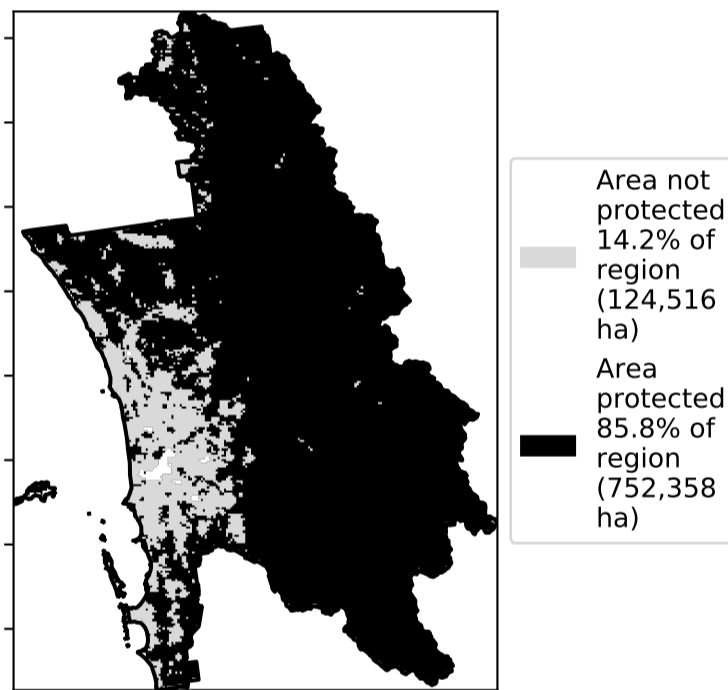 Area not
protected
14.2% of
region
(124,516
ha)
Area
protected
85.8% of
region
(752,358
ha)